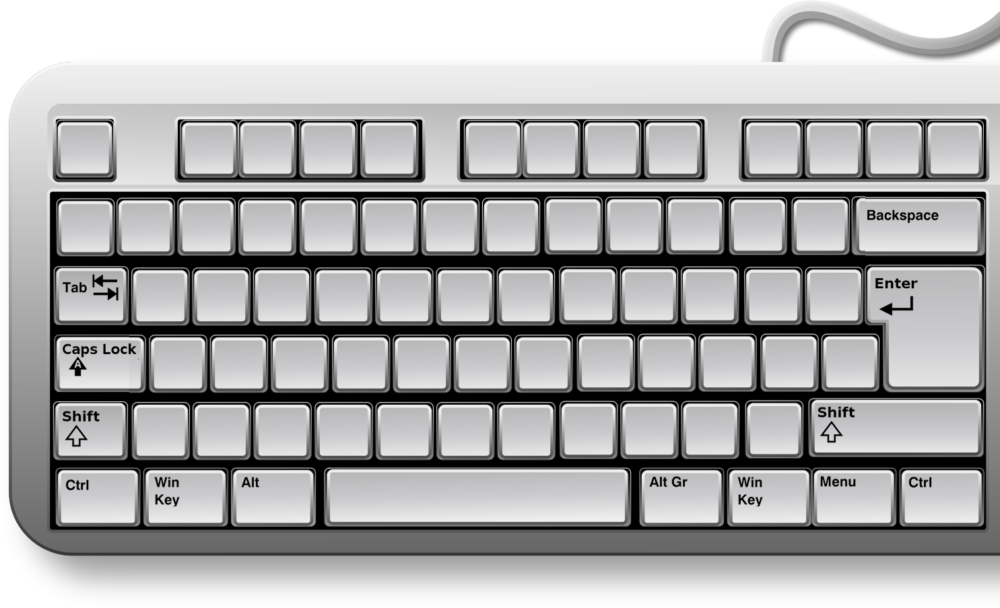 Backspace
Tab
Enter
Caps Lock
A
Shift
Shift
Ctrl
Win
Key
Alt
Alt Gr
Win
Key
Menu
Ctrl